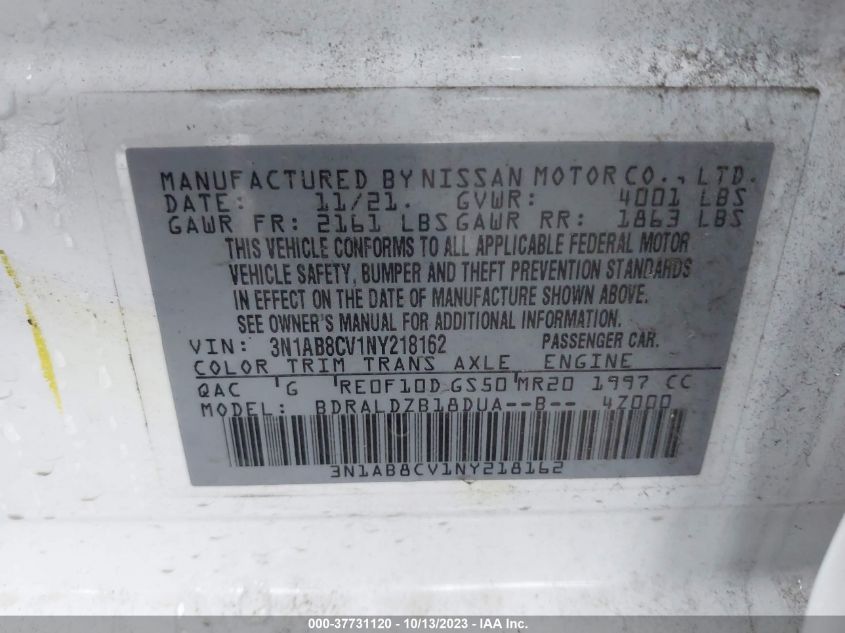 MANUFACTURED BY NISSAN MOTOR CO., LTD.
DATE: 11/21. GVWR: 4001 LBS
GAWR FR: 2161 LBS GAWR RR: 1863 LBS
THIS VEHICLE CONFORMS TO ALL APPLICABLE FEDERAL MOTOR
VEHICLE SAFETY, BUMPER AND THEFT PREVENTION STANDARDS
IN EFFECT ON THE DATE OF MANUFACTURE SHOWN ABOVE.
SEE OWNER'S MANUAL FOR ADDITIONAL INFORMATION.
VIN: 3N1AB8CV1NY218162 PASSENGER CAR.
COLOR TRIM TRANS AXLE ENGINE
QAC G RE0F10D GS50 MR20 1997 CC
MODEL: BDRALDZB18DUA--B-- 4Z000
3N1AB8CV1NY218162
000-37731120 - 10/13/2023 - IAA Inc.